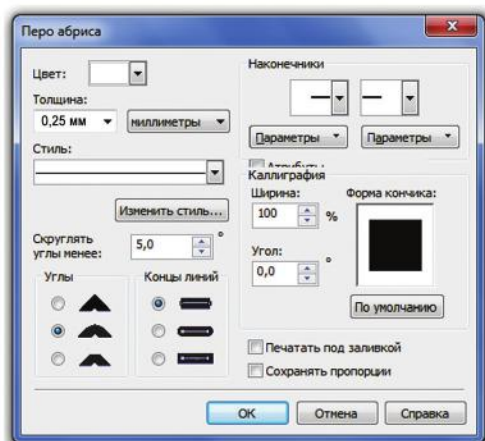 Перо абриса
Цвет:
Толщина:
0,25 мм
миллиметры
Стиль:
Изменить стиль...
Скруглять
углы менее:
5,0
°
Углы
Концы линий
Наконечники
Параметры
Параметры
Атрибуты
Каллиграфия
Ширина:
100
%
Угол:
0,0
°
Форма кончика:
По умолчанию
Печатать под заливкой
Сохранять пропорции
ОК
Отмена
Справка